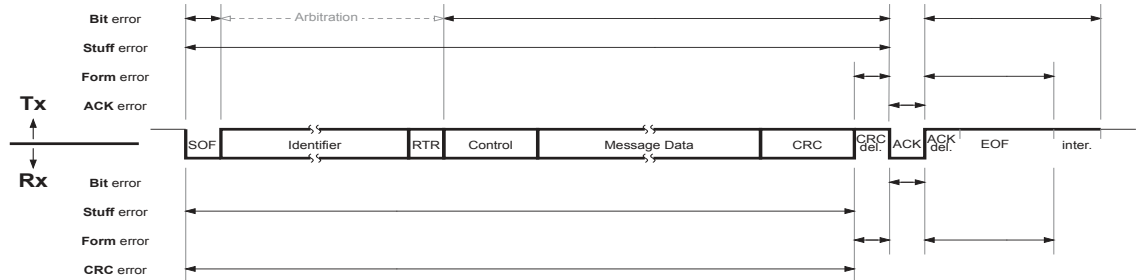 Bit error
Arbitration
Stuff error
Form error
Tx
ACK error
SOF Identifier RTR Control Message Data CRC CRC del. ACK ACK del. EOF inter.
Rx
Bit error
Stuff error
Form error
CRC error